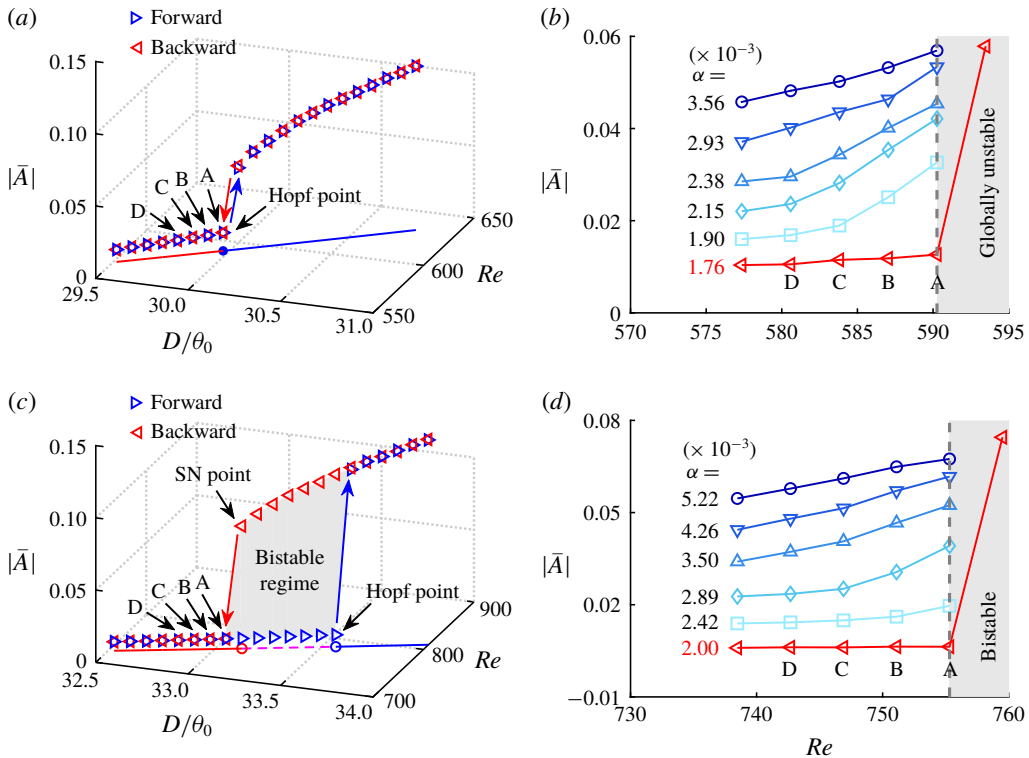 (a)
Forward
Backward
0.15
0.10
0.05
0
|Ā|
D
C
B
A
Hopf point
29.5
30.0
30.5
31.0
D/θ0
550
600
650
Re
(b)
0.06
0.04
0.02
0
|Ā|
(× 10−3)
α =
3.56
2.93
2.38
2.15
1.90
1.76
D
C
B
A
Globally unstable
570
575
580
585
590
595
(c)
Forward
Backward
0.15
0.10
0.05
0
|Ā|
SN point
Bistable
regime
D
C
B
A
Hopf point
32.5
33.0
33.5
34.0
D/θ0
700
800
900
Re
(d)
0.08
0.05
0.02
−0.01
|Ā|
(× 10−3)
α =
5.22
4.26
3.50
2.89
2.42
2.00
D
C
B
A
Bistable
730
740
750
760
Re